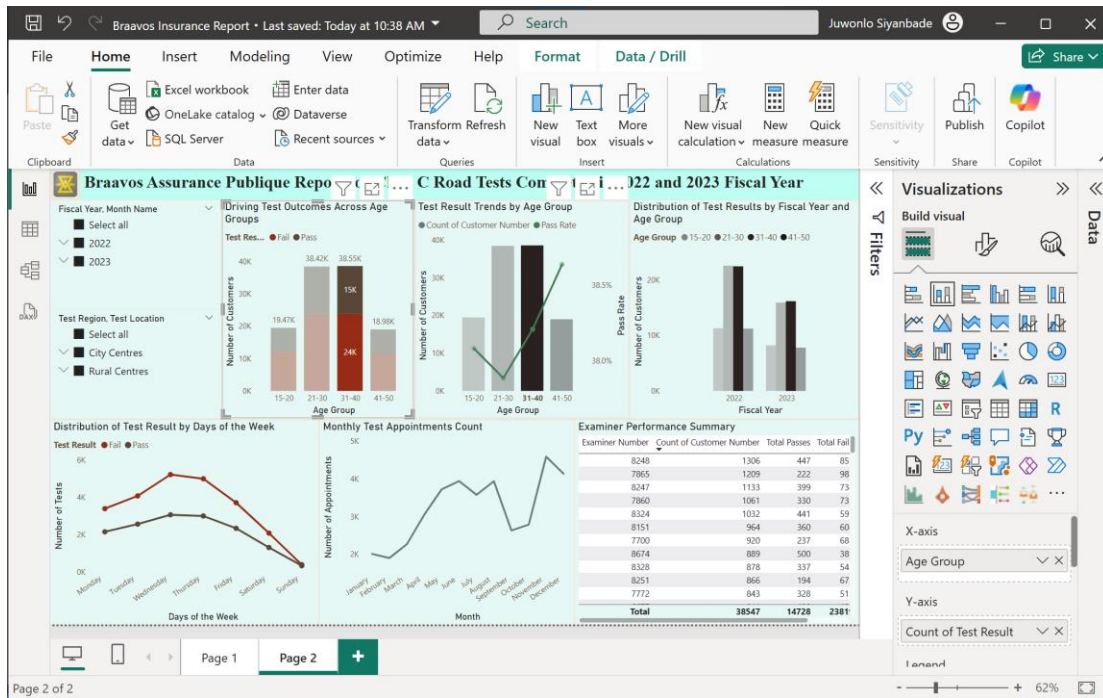 Braavos Insurance Report • Last saved: Today at 10:38 AM
Search
Juwonlo Siyanbade
File Home Insert Modeling View Optimize Help Format Data / Drill
Share
Paste
Get data
Excel workbook
OneLake catalog
SQL Server
Enter data
Dataverse
Recent sources
Transform data
Refresh
New visual
Text box
More visuals
New visual calculation
New measure
Quick measure
Sensitivity
Publish
Copilot
Clipboard Data Queries Insert Calculations Sensitivity Share Copilot
Braavos Assurance Publique Repo C Road Tests Con 2022 and 2023 Fiscal Year
Fiscal Year, Month Name
Select all
2022
2023
Test Region, Test Location
Select all
City Centres
Rural Centres
Driving Test Outcomes Across Age
Groups
Test Res... Fail Pass
Number of Customers
40K
30K
20K
10K
0K
19.47K
38.42K
38.55K
18.98K
15K
24K
15-20 21-30 31-40 41-50
Age Group
Test Result Trends by Age Group
Count of Customer Number Pass Rate
Number of Customers
40K
30K
20K
10K
0K
38.5%
38.0%
Pass Rate
15-20 21-30 31-40 41-50
Age Group
Distribution of Test Results by Fiscal Year and
Age Group
Age Group 15-20 21-30 31-40 41-50
Number of Customers
20K
10K
0K
2022 2023
Fiscal Year
Distribution of Test Result by Days of the Week
Test Result Fail Pass
Number of Tests
6K
4K
2K
0K
Monday Tuesday Wednesday Thursday Friday Saturday Sunday
Days of the Week
Monthly Test Appointments Count
Number of Appointments
5K
4K
3K
2K
January February March April May June July August September October November December
Month
Examiner Performance Summary
Examiner Number Count of Customer Number Total Passes Total Fail
8248 1306 447 85
7865 1209 222 98
8247 1133 399 73
7860 1061 330 73
8324 1032 441 59
8151 964 360 60
7700 920 237 68
8674 889 500 38
8328 878 337 54
8251 866 194 67
7772 843 328 51
Total 38547 14728 2381
Filters
Visualizations
Build visual
Data
123
R
Py
X-axis
Age Group
Y-axis
Count of Test Result
Legend
Page 1
Page 2
Page 2 of 2
62%